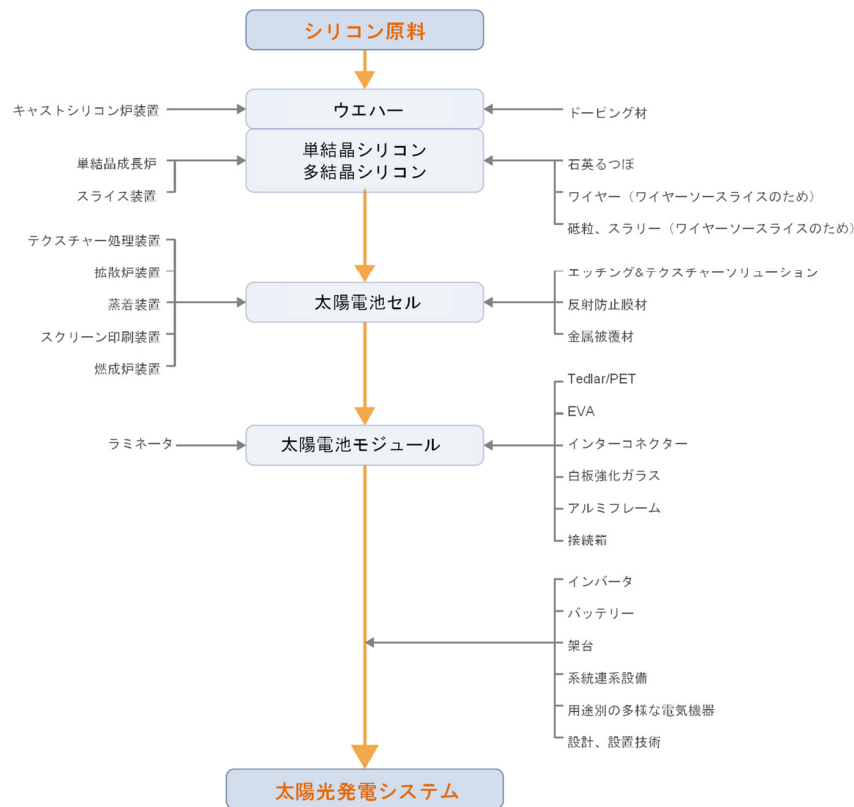 シリコン原料
キャストシリコン炉装置
ウエハー
ドーピング材
単結晶シリコン
多結晶シリコン
単結晶成長炉
スライス装置
石英るつぼ
ワイヤー（ワイヤーソースライスのため）
砥粒、スラリー（ワイヤーソースライスのため）
テクスチャー処理装置
拡散炉装置
蒸着装置
スクリーン印刷装置
燃成炉装置
太陽電池セル
エッチング&テクスチャーソリューション
反射防止膜材
金属被覆材
ラミネータ
太陽電池モジュール
Tedlar/PET
EVA
インターコネクター
白板強化ガラス
アルミフレーム
接続箱
インバータ
バッテリー
架台
系統連系設備
用途別の多様な電気機器
設計、設置技術
太陽光発電システム